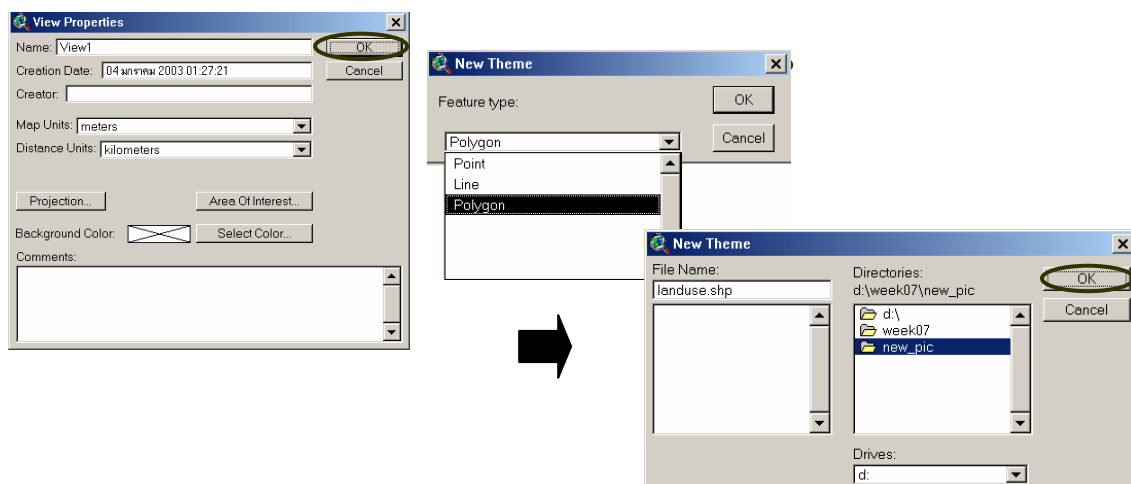 View Properties
Name: View1
OK
Creation Date: 04 มกราคม 2003 01:27:21
Cancel
Creator:
Map Units: meters
Distance Units: kilometers
Projection...
Area Of Interest...
Background Color:
Select Color...
Comments:
New Theme
Feature type:
OK
Cancel
Polygon
Point
Line
Polygon
New Theme
File Name:
landuse.shp
Directories:
d:\week07\new_pic
OK
Cancel
d:\
week07
new_pic
Drives:
d: